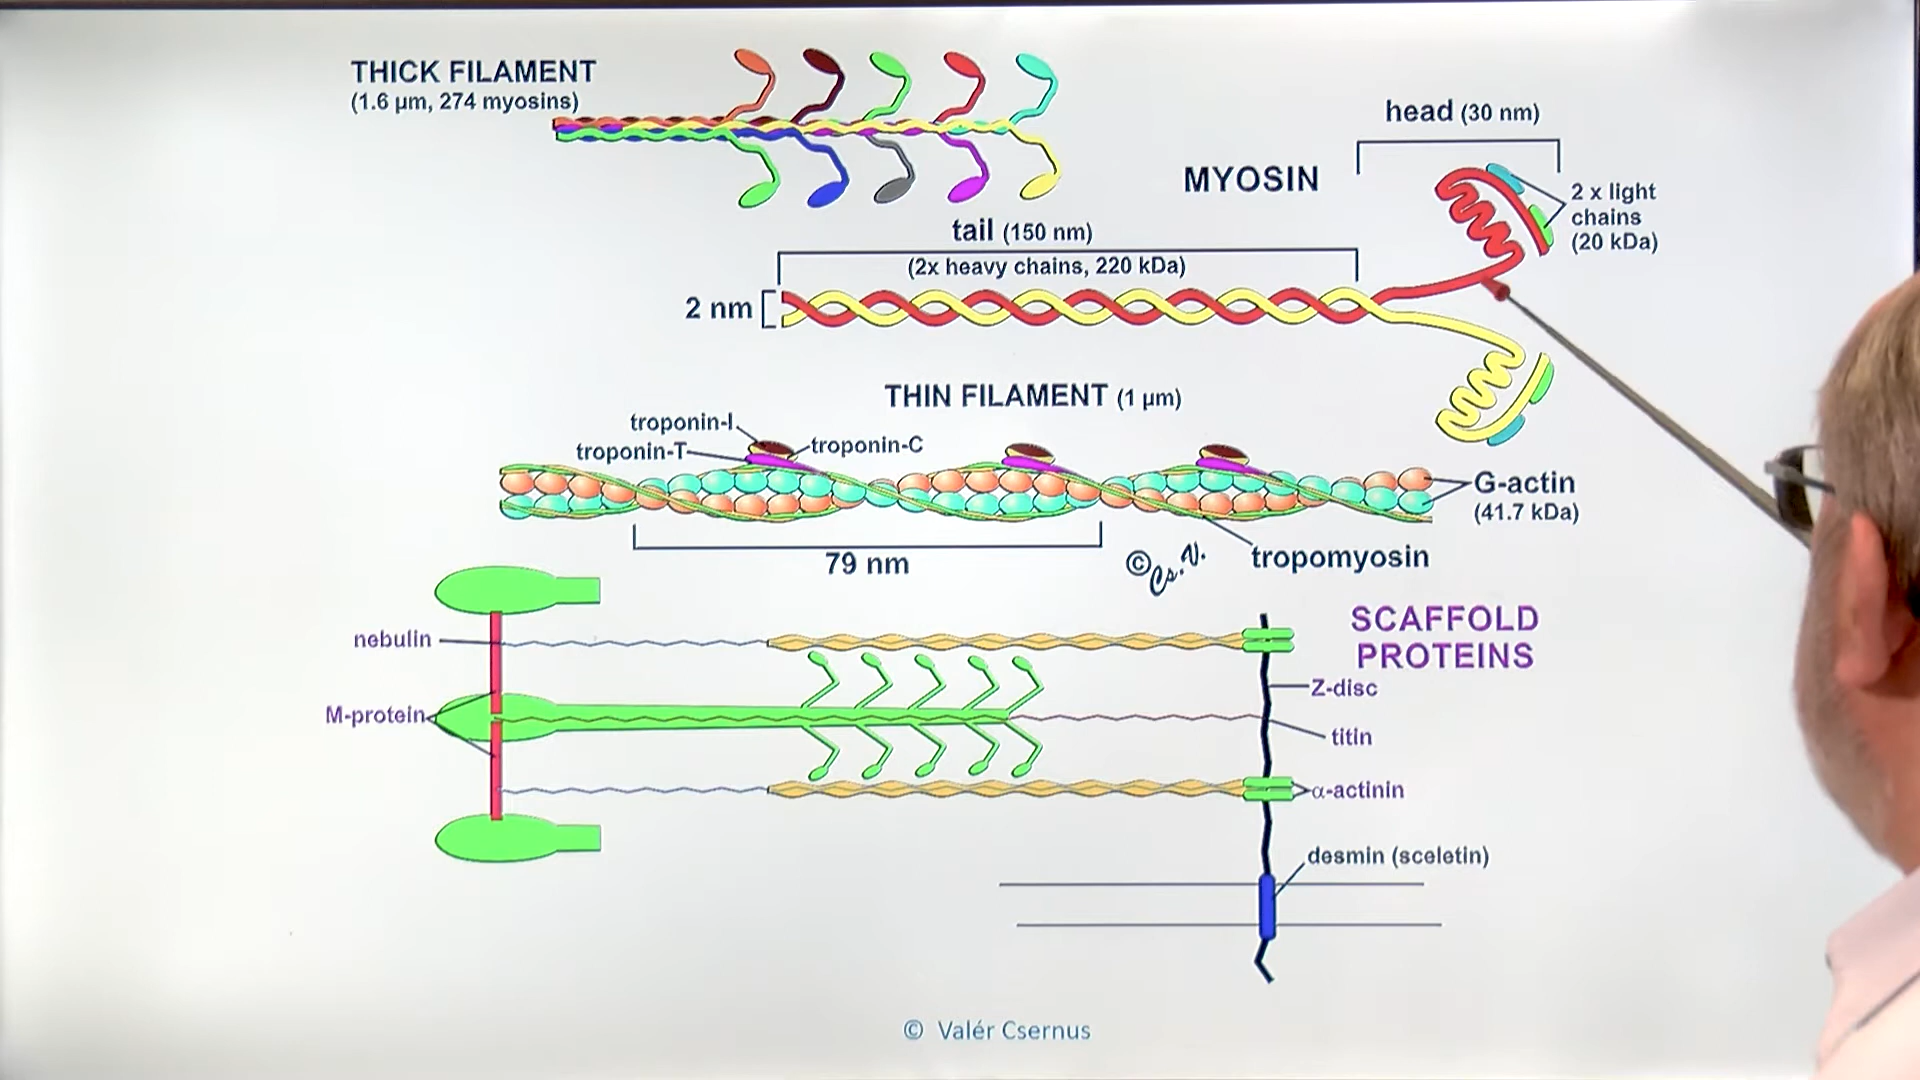 THICK FILAMENT
(1.6 µm, 274 myosins)
head (30 nm)
MYOSIN
2 x light
chains
(20 kDa)
tail (150 nm)
(2x heavy chains, 220 kDa)
2 nm
THIN FILAMENT (1 µm)
troponin-I
troponin-T
troponin-C
G-actin
(41.7 kDa)
79 nm
© Cs.V.
tropomyosin
SCAFFOLD
PROTEINS
nebulin
Z-disc
M-protein
titin
α-actinin
desmin (sceletin)
© Valér Csernus